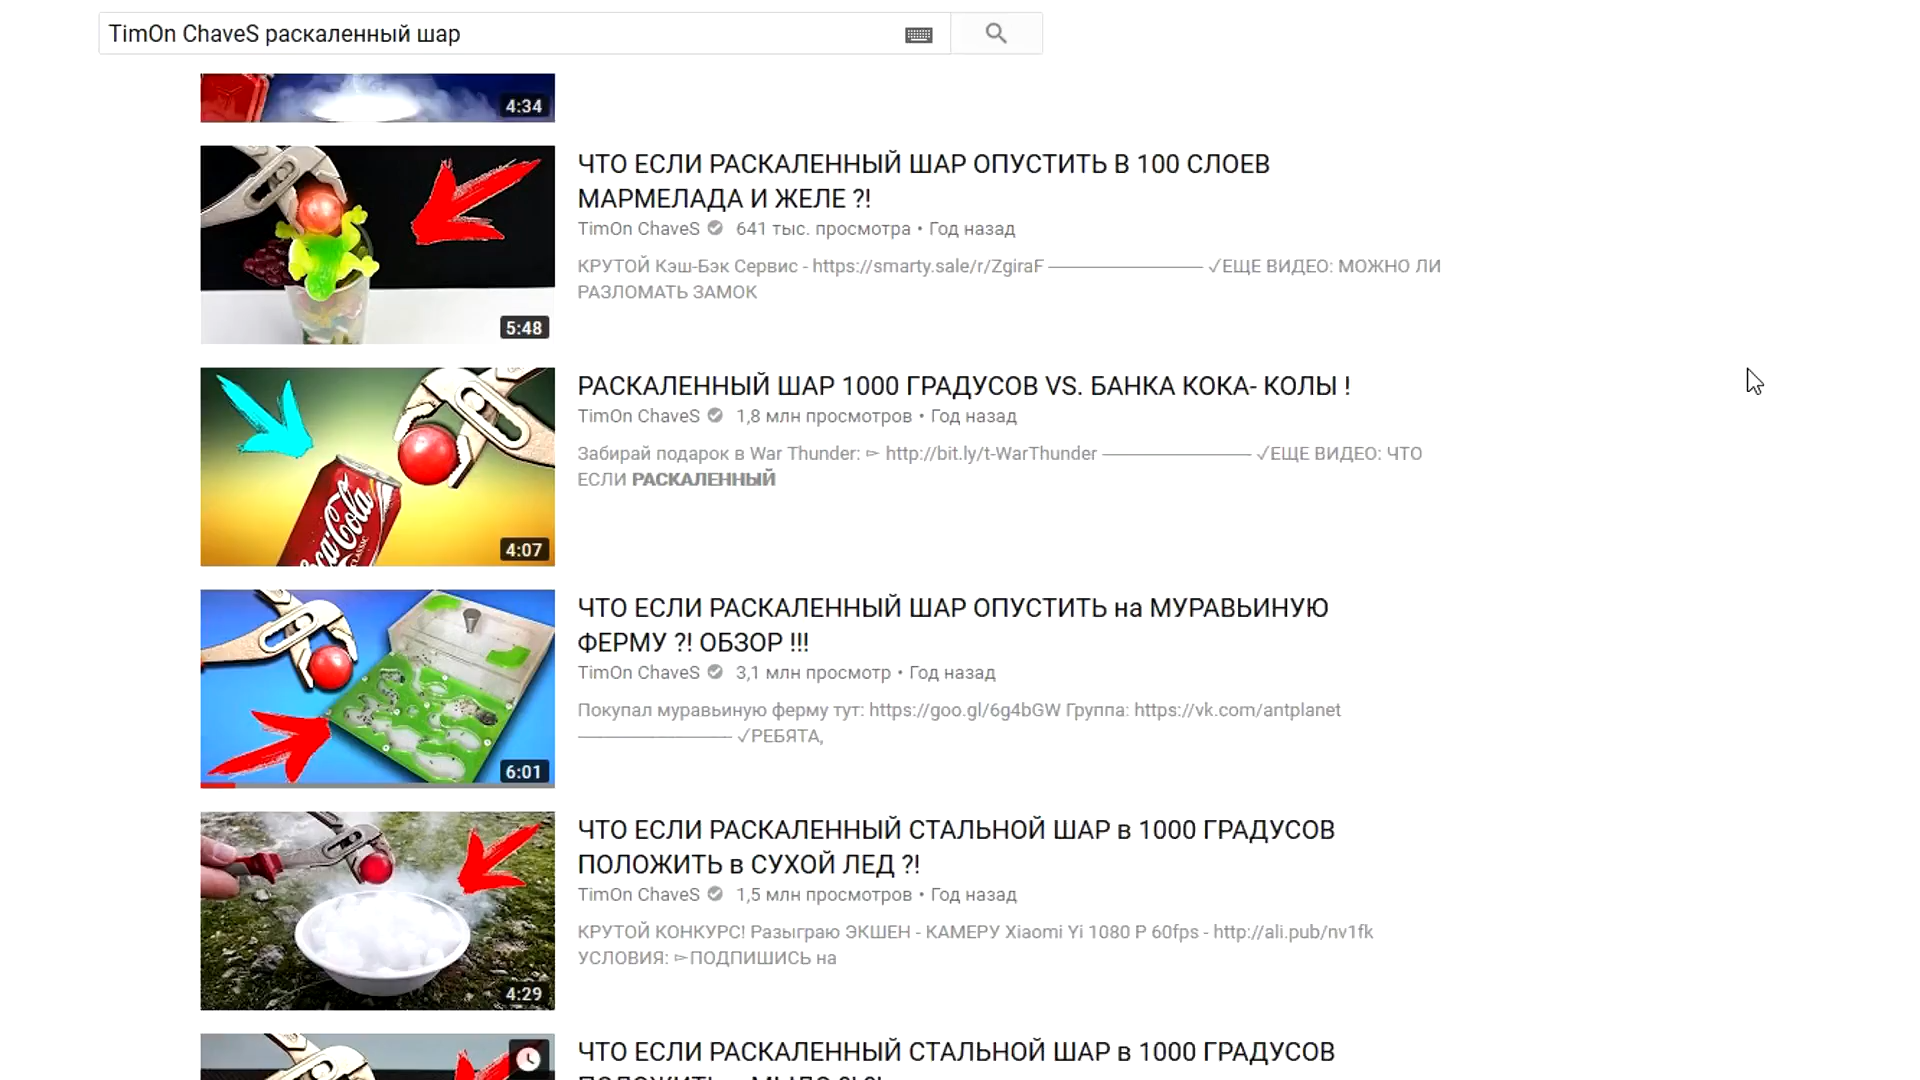 TimOn ChaveS раскаленный шар
4:34
ЧТО ЕСЛИ РАСКАЛЕННЫЙ ШАР ОПУСТИТЬ В 100 СЛОЕВ
МАРМЕЛАДА И ЖЕЛЕ ?!
TimOn ChaveS 641 тыс. просмотра • Год назад
КРУТОЙ Кэш-Бэк Сервис - https://smarty.sale/r/ZgiraF ——————————— ✓ЕЩЕ ВИДЕО: МОЖНО ЛИ
РАЗЛОМАТЬ ЗАМОК
5:48
РАСКАЛЕННЫЙ ШАР 1000 ГРАДУСОВ VS. БАНКА КОКА- КОЛЫ !
TimOn ChaveS 1,8 млн просмотров • Год назад
Забирай подарок в War Thunder: ► http://bit.ly/t-WarThunder ——————————— ✓ЕЩЕ ВИДЕО: ЧТО
ЕСЛИ РАСКАЛЕННЫЙ
Coca-Cola
CLASSIC
4:07
ЧТО ЕСЛИ РАСКАЛЕННЫЙ ШАР ОПУСТИТЬ на МУРАВЬИНУЮ
ФЕРМУ ?! ОБЗОР !!!
TimOn ChaveS 3,1 млн просмотр • Год назад
Покупал муравьиную ферму тут: https://goo.gl/6g4bGW Группа: https://vk.com/antplanet
——————————— ✓РЕБЯТА,
6:01
ЧТО ЕСЛИ РАСКАЛЕННЫЙ СТАЛЬНОЙ ШАР в 1000 ГРАДУСОВ
ПОЛОЖИТЬ в СУХОЙ ЛЕД ?!
TimOn ChaveS 1,5 млн просмотров • Год назад
КРУТОЙ КОНКУРС! Разыграю ЭКШЕН - КАМЕРУ Xiaomi Yi 1080 P 60fps - http://ali.pub/nv1fk
УСЛОВИЯ: ►ПОДПИШИСЬ на
4:29
ЧТО ЕСЛИ РАСКАЛЕННЫЙ СТАЛЬНОЙ ШАР в 1000 ГРАДУСОВ